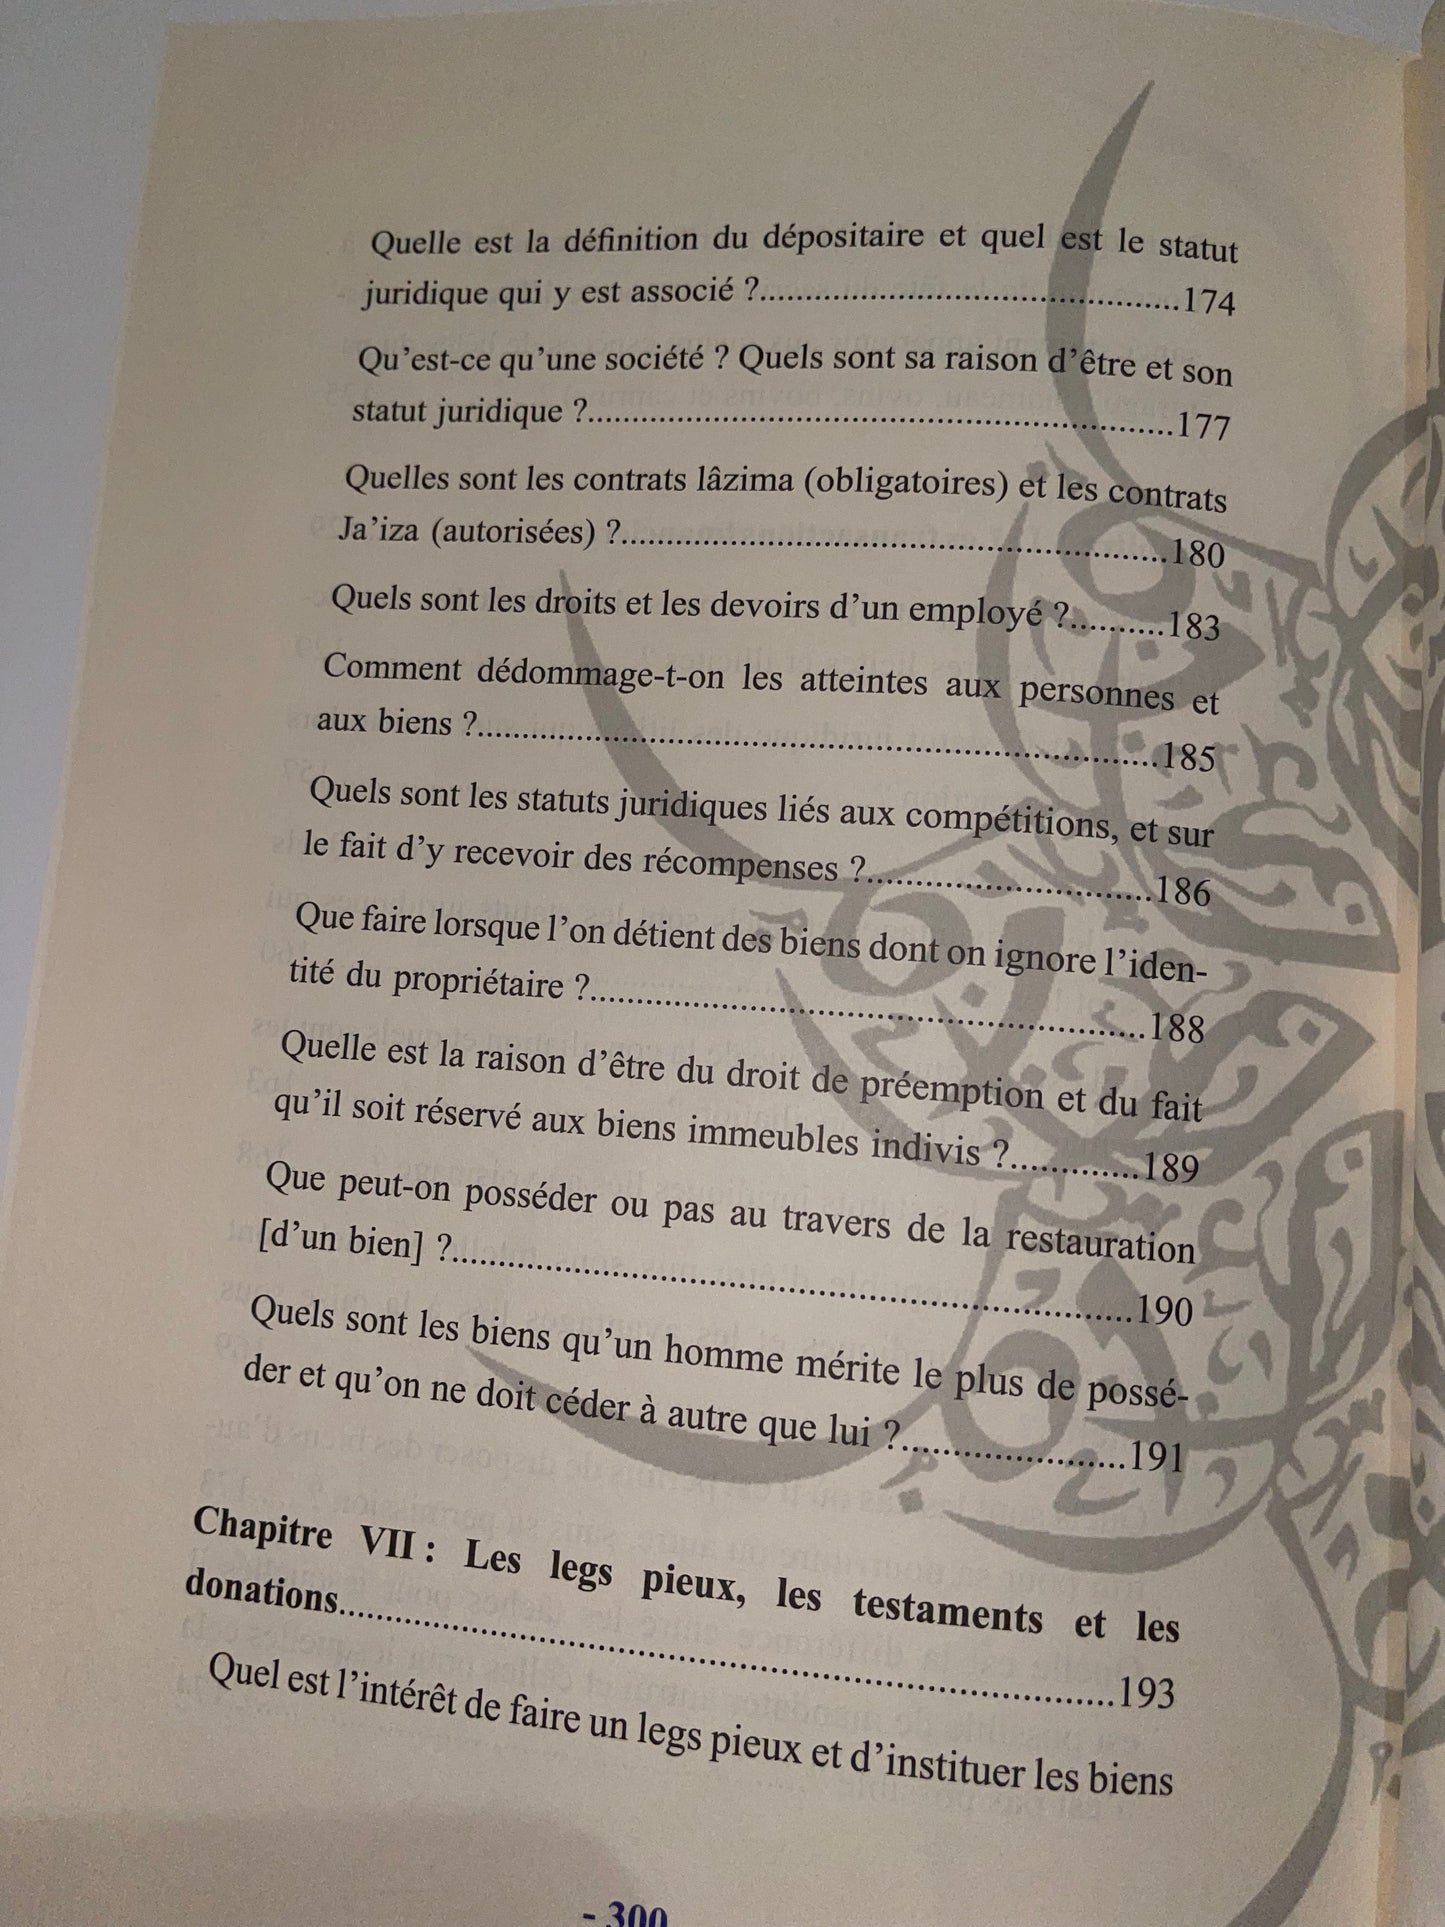 Quelle est la définition du dépositaire et quel est le statut
juridique qui y est associé ?...............................................174
Qu’est-ce qu’une société ? Quels sont sa raison d’être et son
statut juridique ?..................................................................177
Quelles sont les contrats lâzima (obligatoires) et les contrats
Ja’iza (autorisées) ?..............................................................180
Quels sont les droits et les devoirs d’un employé ?..........183
Comment dédommage-t-on les atteintes aux personnes et
aux biens ?.............................................................................185
Quels sont les statuts juridiques liés aux compétitions, et sur
le fait d’y recevoir des récompenses ?..............................186
Que faire lorsque l’on détient des biens dont on ignore l’iden-
tité du propriétaire ?............................................................188
Quelle est la raison d’être du droit de préemption et du fait
qu’il soit réservé aux biens immeubles indivis ?.............189
Que peut-on posséder ou pas au travers de la restauration
[d’un bien] ?..........................................................................190
Quels sont les biens qu’un homme mérite le plus de possé-
der et qu’on ne doit céder à autre que lui ?.......................191
Chapitre VII : Les legs pieux, les testaments et les
donations...................................................................................193
Quel est l’intérêt de faire un legs pieux et d’instituer les biens
- 300